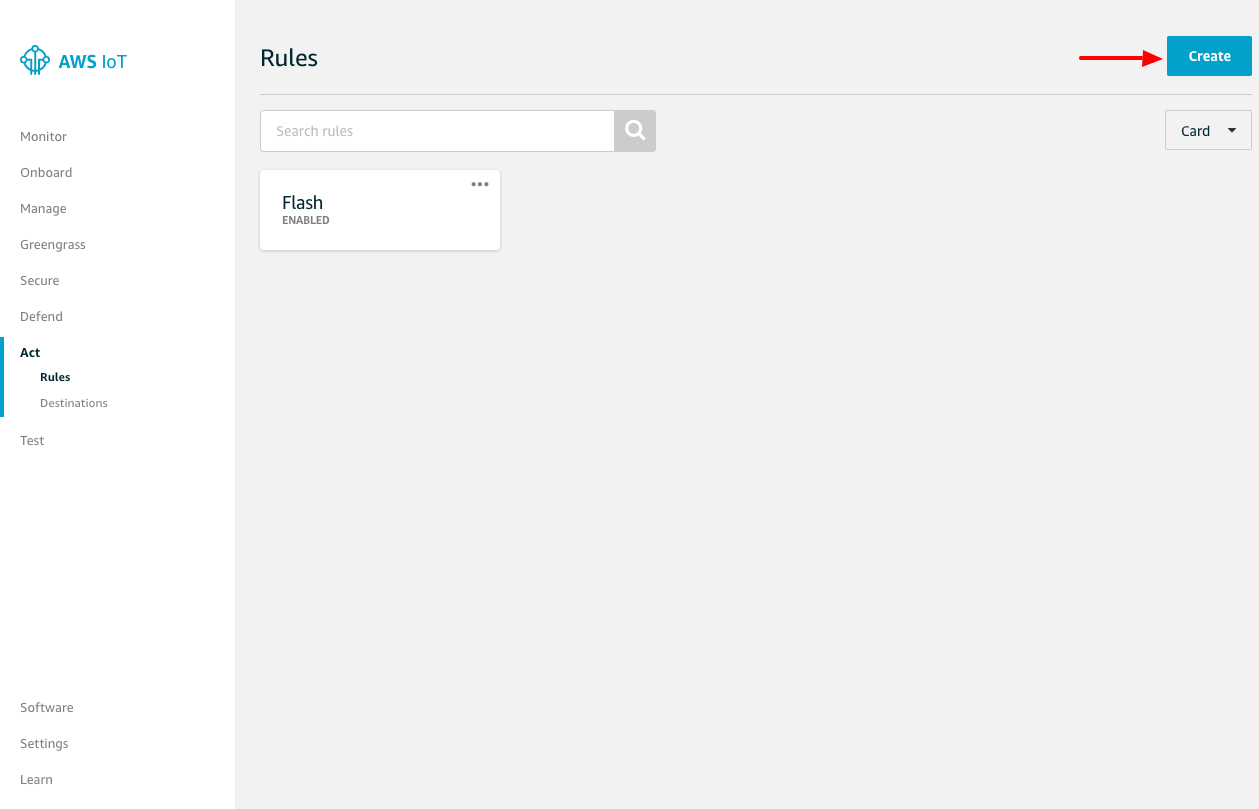 AWS IoT
Monitor
Onboard
Manage
Greengrass
Secure
Defend
Act
Rules
Destinations
Test
Software
Settings
Learn
Rules
Create
Search rules
Card
Flash
ENABLED